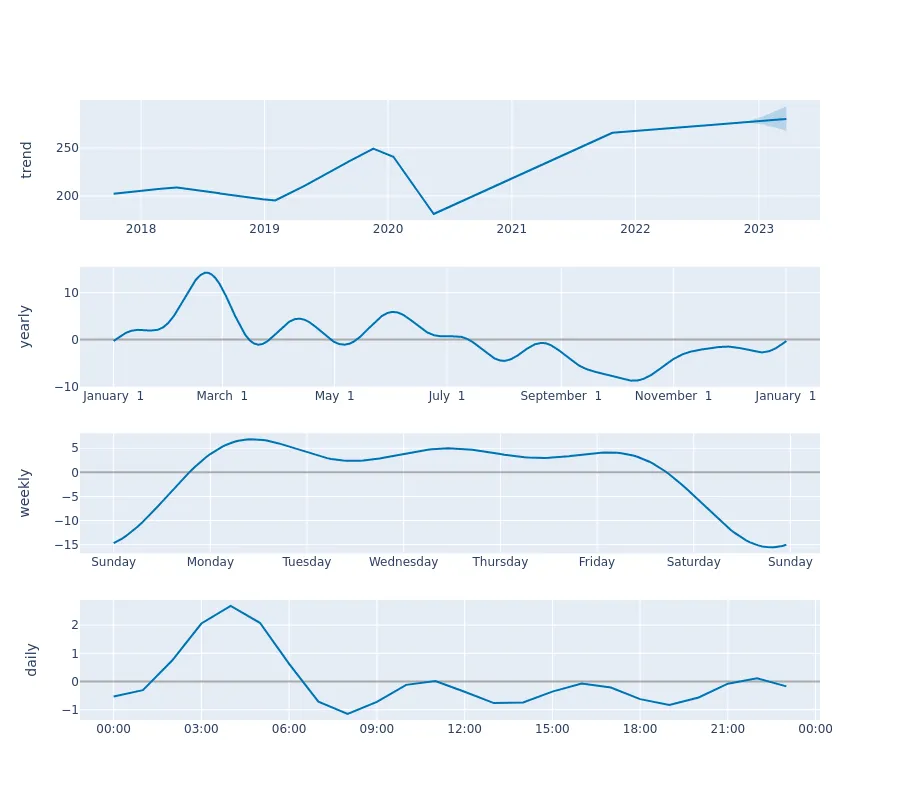 trend
250
200
2018 2019 2020 2021 2022 2023
yearly
10
0
−10
January 1 March 1 May 1 July 1 September 1 November 1 January 1
weekly
5
0
−5
−10
−15
Sunday Monday Tuesday Wednesday Thursday Friday Saturday Sunday
daily
2
1
0
−1
00:00 03:00 06:00 09:00 12:00 15:00 18:00 21:00 00:00